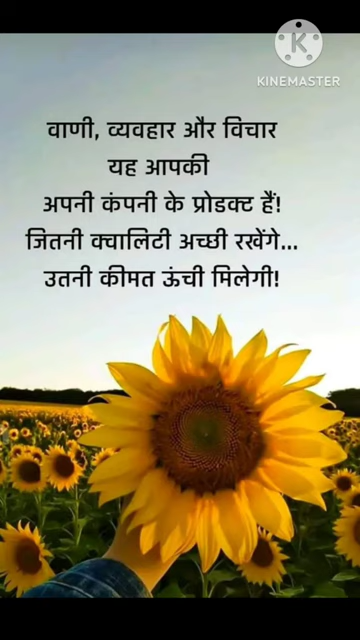 KINEMASTER
वाणी, व्यवहार और विचार
यह आपकी
अपनी कंपनी के प्रोडक्ट हैं!
जितनी क्वालिटी अच्छी रखेंगे...
उतनी कीमत ऊंची मिलेगी!